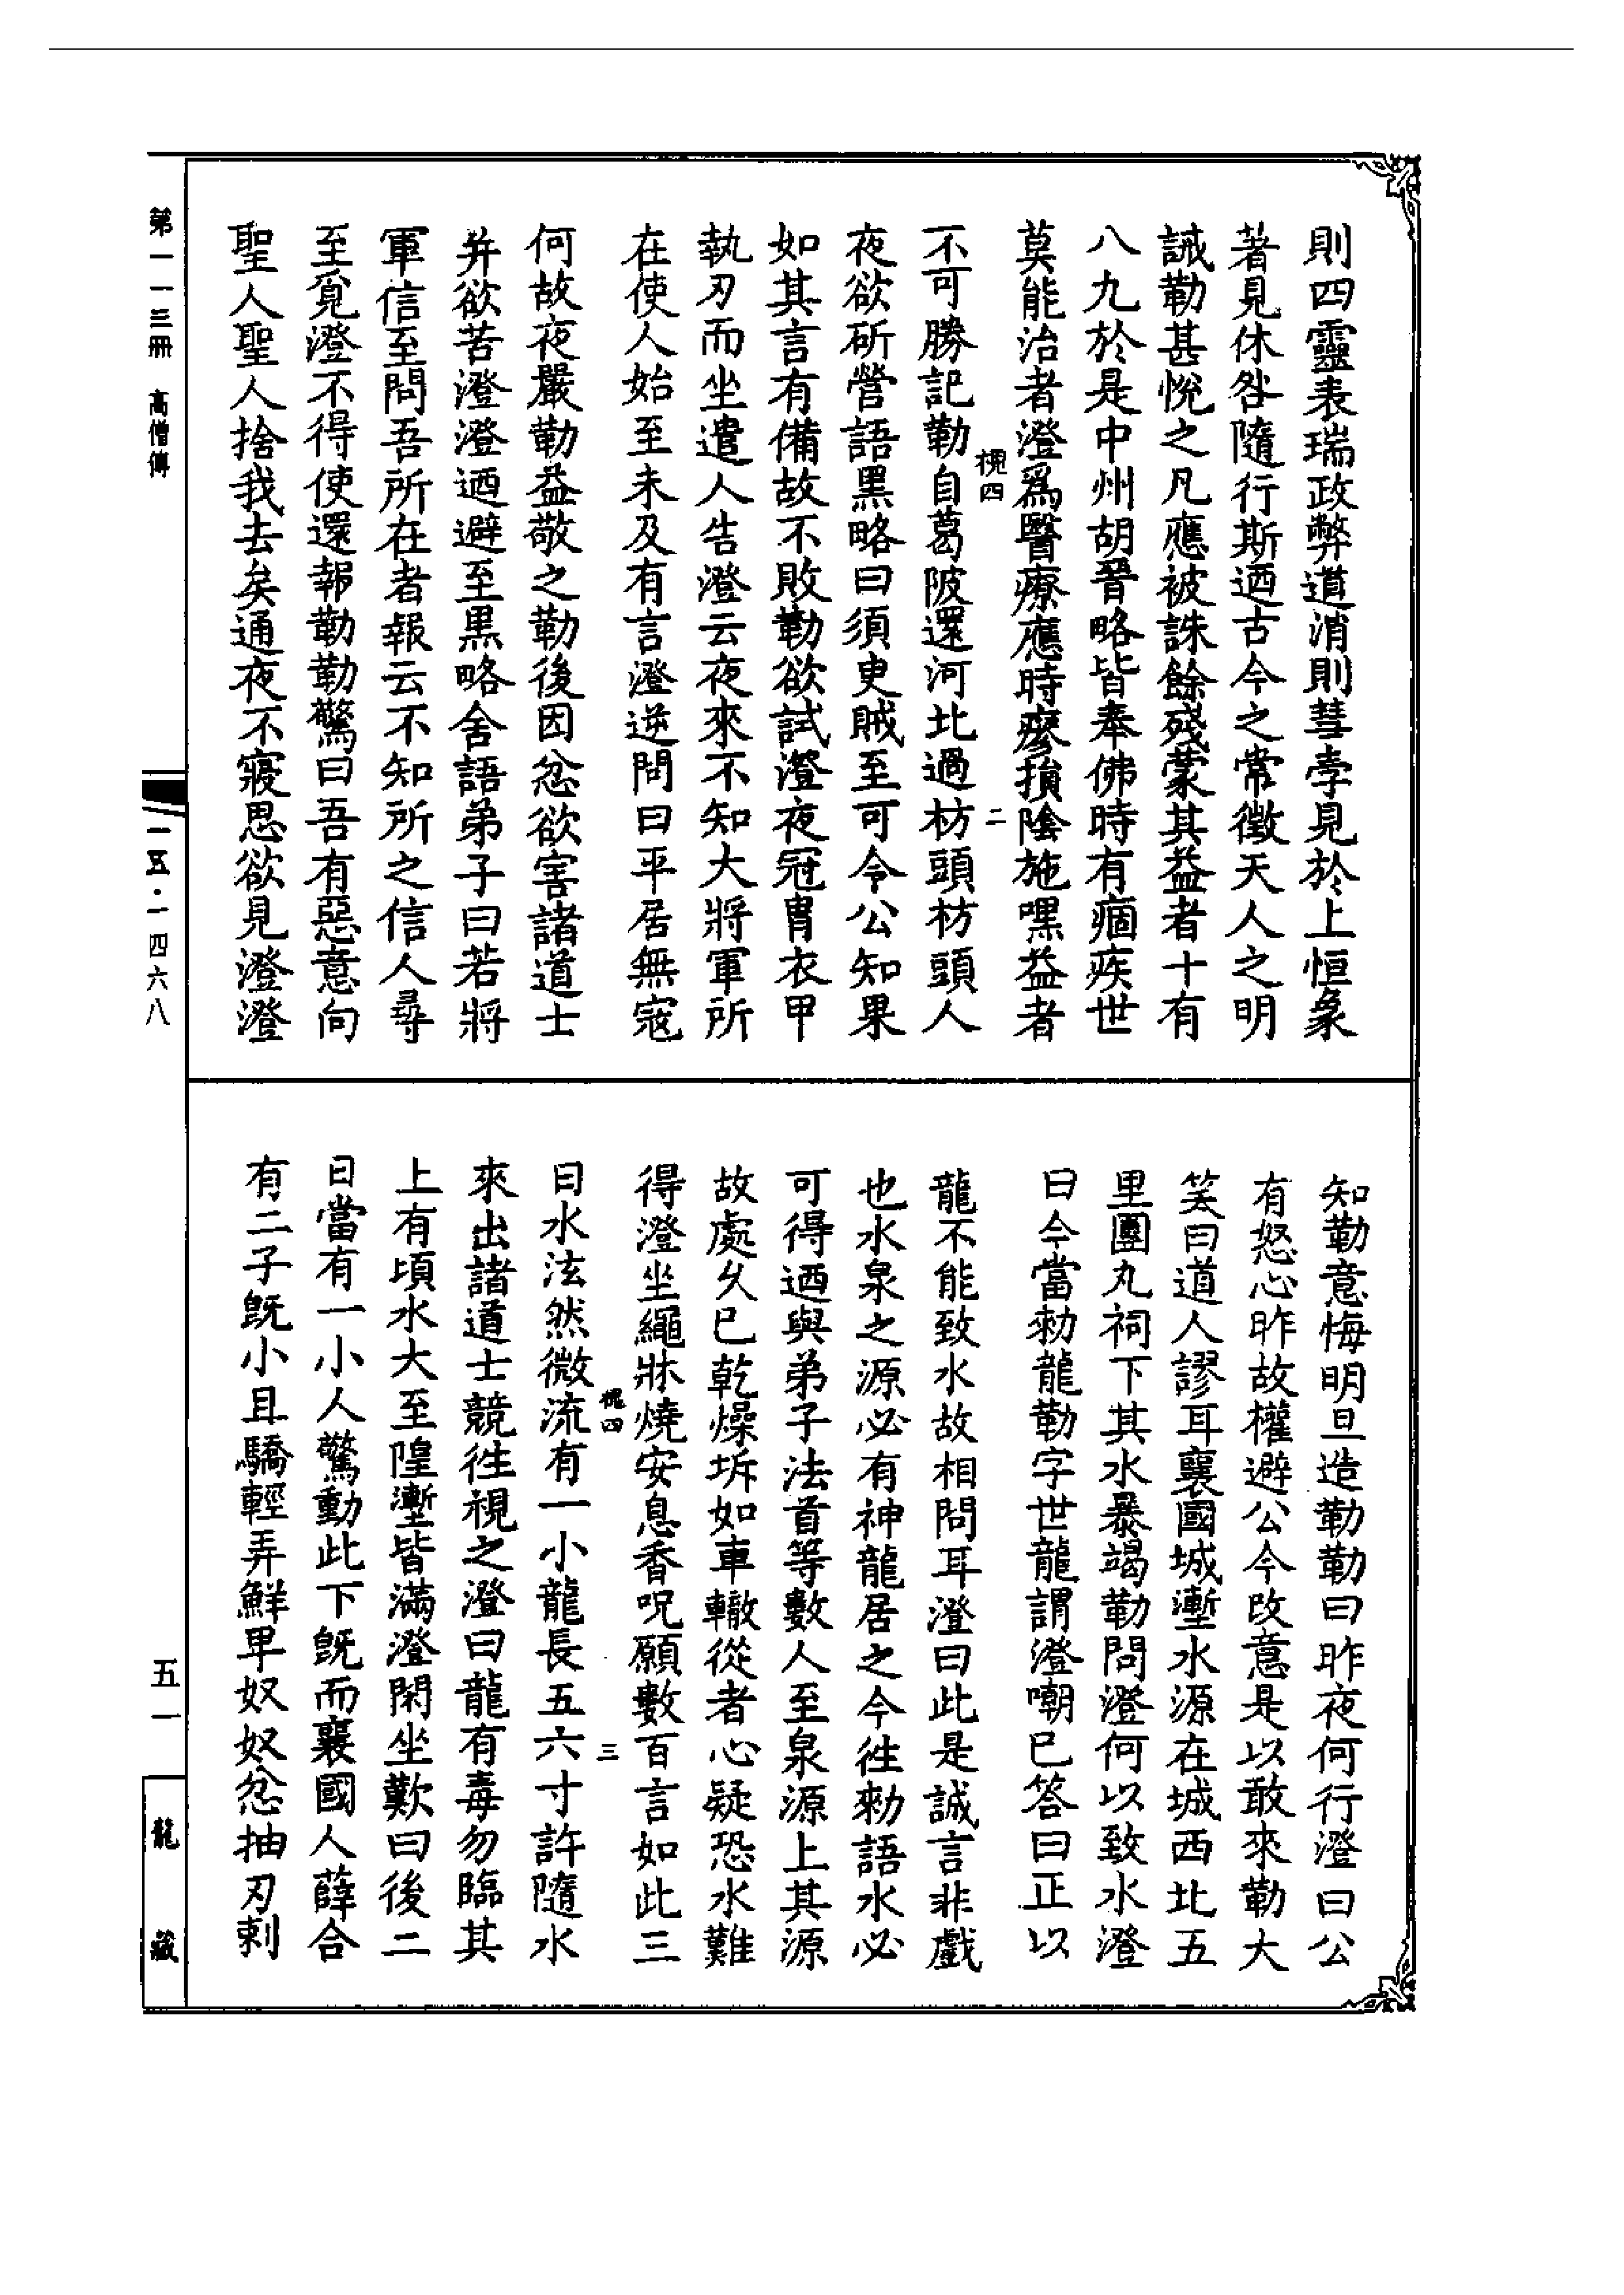 則四靈表瑞政弊道消則彗孛見於上恒象
著見休咎隨行斯迺古今之常徵天人之明
誡勒甚悅之凡應被誅餘殘蒙其益者十有
八九於是中州胡晉略皆奉佛時有痼疾世
莫能治者澄爲醫療應時瘳損陰施嘿益者
槐四 二
不可勝記勒自葛陂還河北過枋頭枋頭人
夜欲斫營語黑略曰須臾賊至可令公知果
如其言有備故不敗勒欲試澄夜冠冑衣甲
執刃而坐遣人告澄云夜來不知大將軍所
在使人始至未及有言澄逆問曰平居無寇
何故夜嚴勒益敬之勒後因忿欲害諸道士
并欲苦澄澄迺避至黑略舍語弟子曰若將
軍信至問吾所在者報云不知所之信人尋
至覓澄不得使還報勒勒驚曰吾有惡意向
聖人聖人捨我去矣通夜不寢思欲見澄澄
知勒意悔明旦造勒勒曰昨夜何行澄曰公
有怒心昨故權避公今改意是以敢來勒大
笑曰道人謬耳襄國城塹水源在城西北五
里團丸祠下其水暴竭勒問澄何以致水澄
曰今當勑龍勒字世龍謂澄嘲已答曰正以
龍不能致水故相問耳澄曰此是誠言非戲
也水泉之源必有神龍居之今往勑語水必
可得迺與弟子法首等數人至泉源上其源
故處久已乾燥坼如車轍從者心疑恐水難
得澄坐繩牀燒安息香呪願數百言如此三
槐四 三
日水泫然微流有一小龍長五六寸許隨水
來出諸道士競往視之澄曰龍有毒勿臨其
上有頃水大至隍塹皆滿澄閑坐歎曰後二
日當有一小人驚動此下旣而襄國人薛合
有二子旣小且驕輕弄鮮卑奴奴忿抽刃刺
第一一三冊 高僧傳
一五·一四六八
五一
龍藏